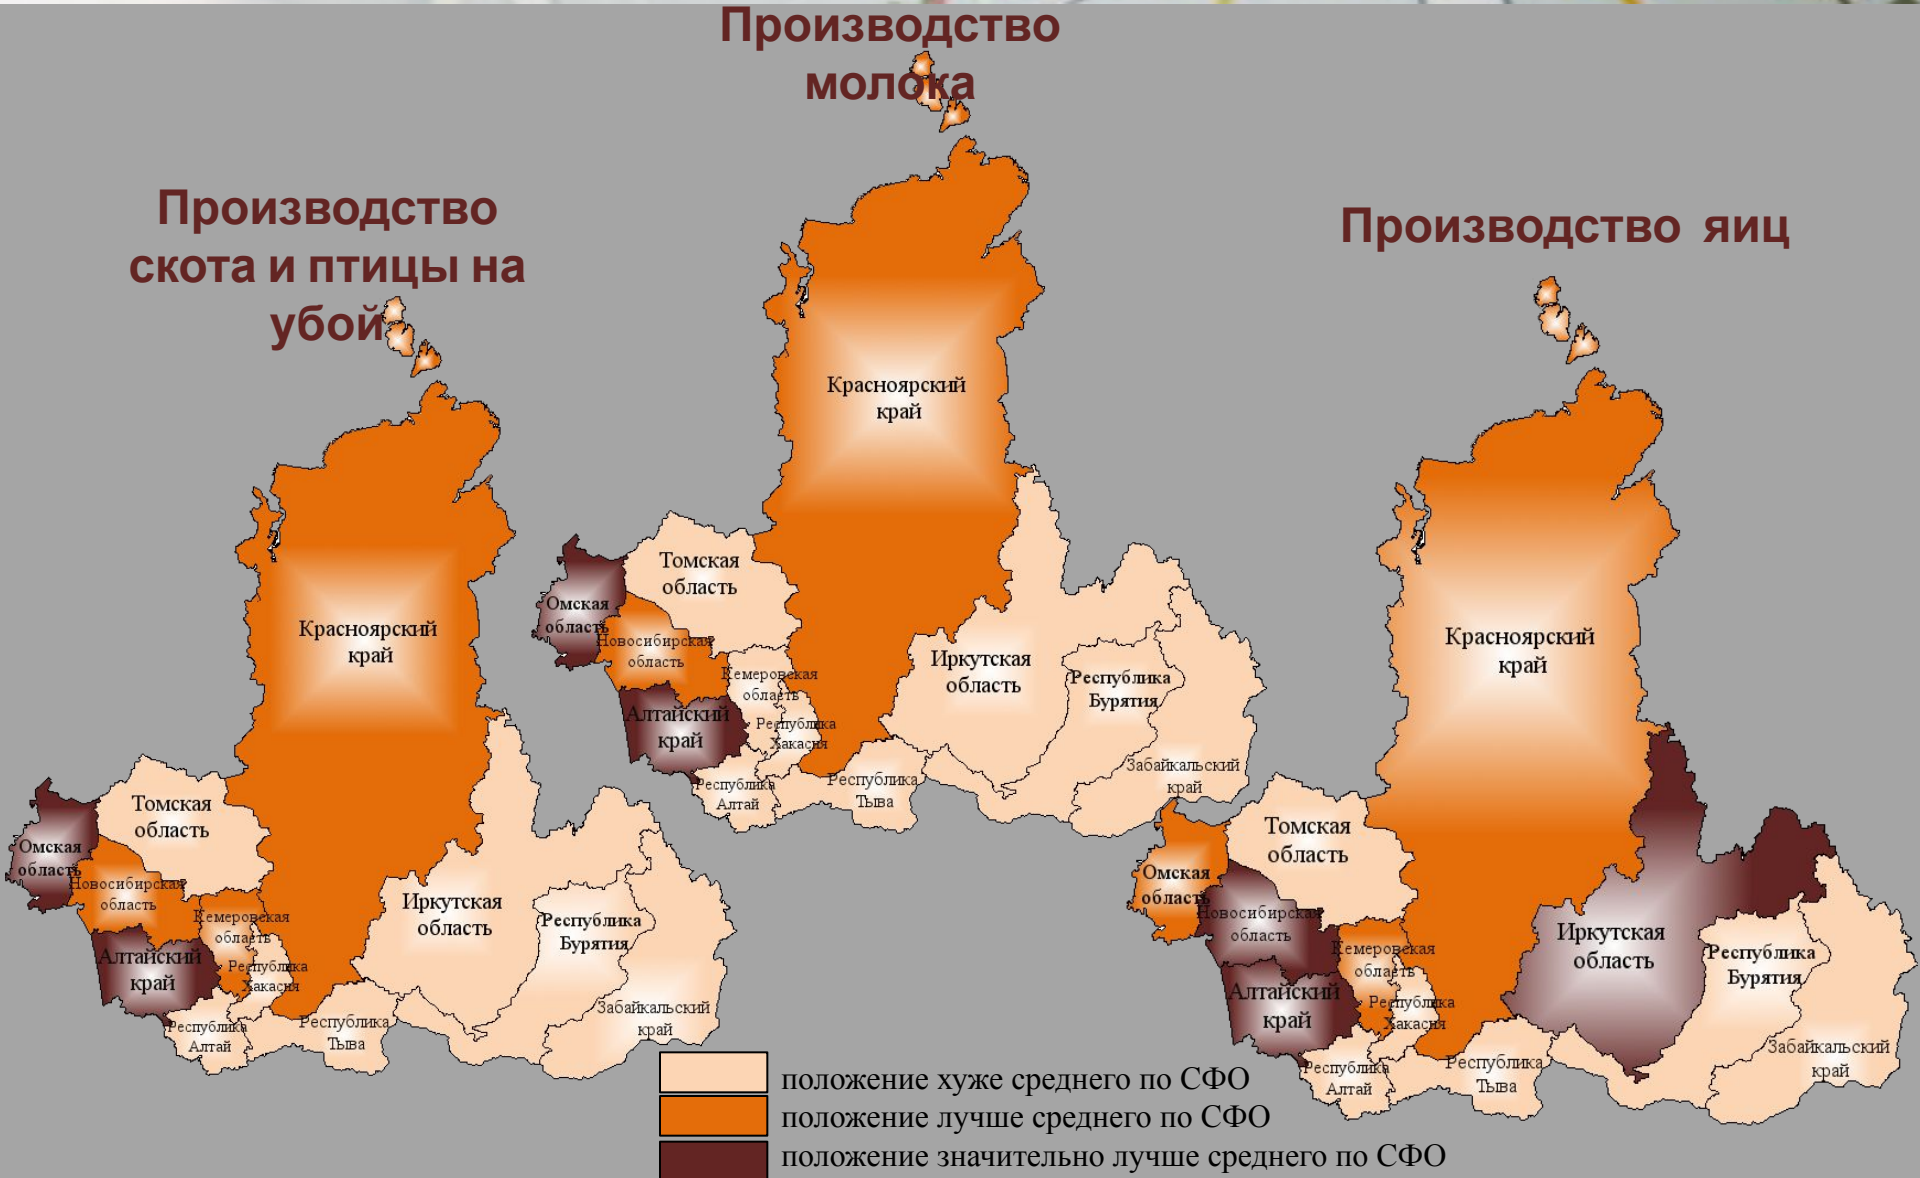 Производство
молока
Производство
скота и птицы на
убой
Производство яиц
Красноярский
край
Томская
область
Омская
область
Новосибирская
область
Кемеровская
область
Алтайский
край
Республика
Хакасия
Республика
Алтай
Республика
Тыва
Иркутская
область
Республика
Бурятия
Забайкальский
край
Красноярский
край
Томская
область
Омская
область
Новосибирская
область
Кемеровская
область
Алтайский
край
Республика
Хакасия
Республика
Алтай
Республика
Тыва
Иркутская
область
Республика
Бурятия
Забайкальский
край
Красноярский
край
Томская
область
Омская
область
Новосибирская
область
Кемеровская
область
Алтайский
край
Республика
Хакасия
Республика
Алтай
Республика
Тыва
Иркутская
область
Республика
Бурятия
Забайкальский
край
положение хуже среднего по СФО
положение лучше среднего по СФО
положение значительно лучше среднего по СФО